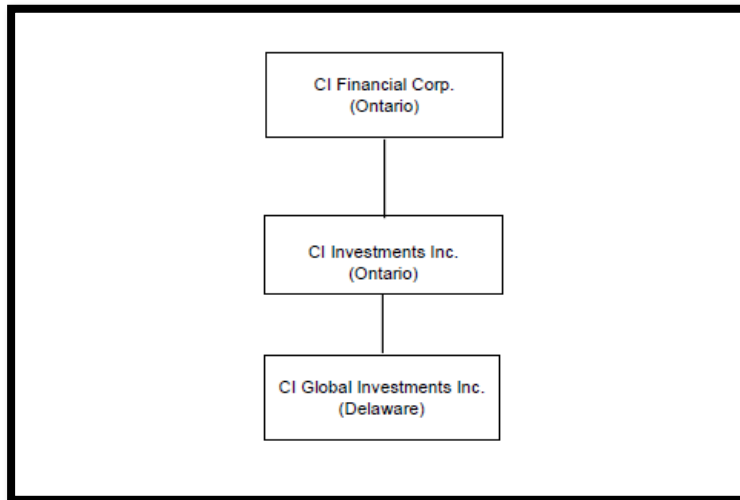 CI Financial Corp.
(Ontario)
CI Investments Inc.
(Ontario)
CI Global Investments Inc.
(Delaware)